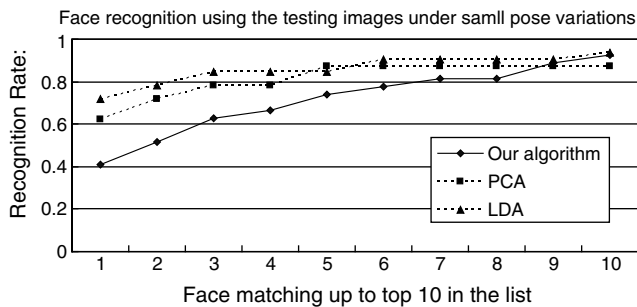 Face recognition using the testing images under samll pose variations
Recognition Rate:
1
0.8
0.6
0.4
0.2
0
1 2 3 4 5 6 7 8 9 10
Our algorithm
PCA
LDA
Face matching up to top 10 in the list